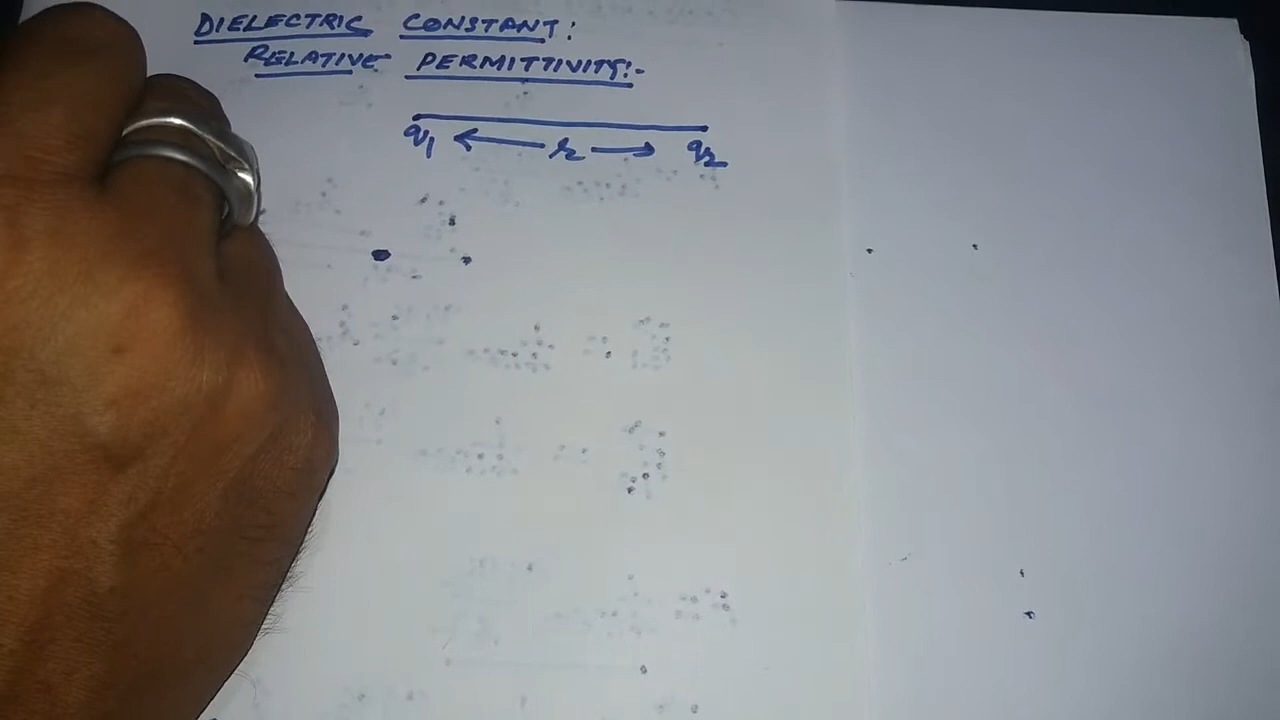 DIELECTRIC CONSTANT:
RELATIVE PERMITTIVITY:-
q1 ← r → q2